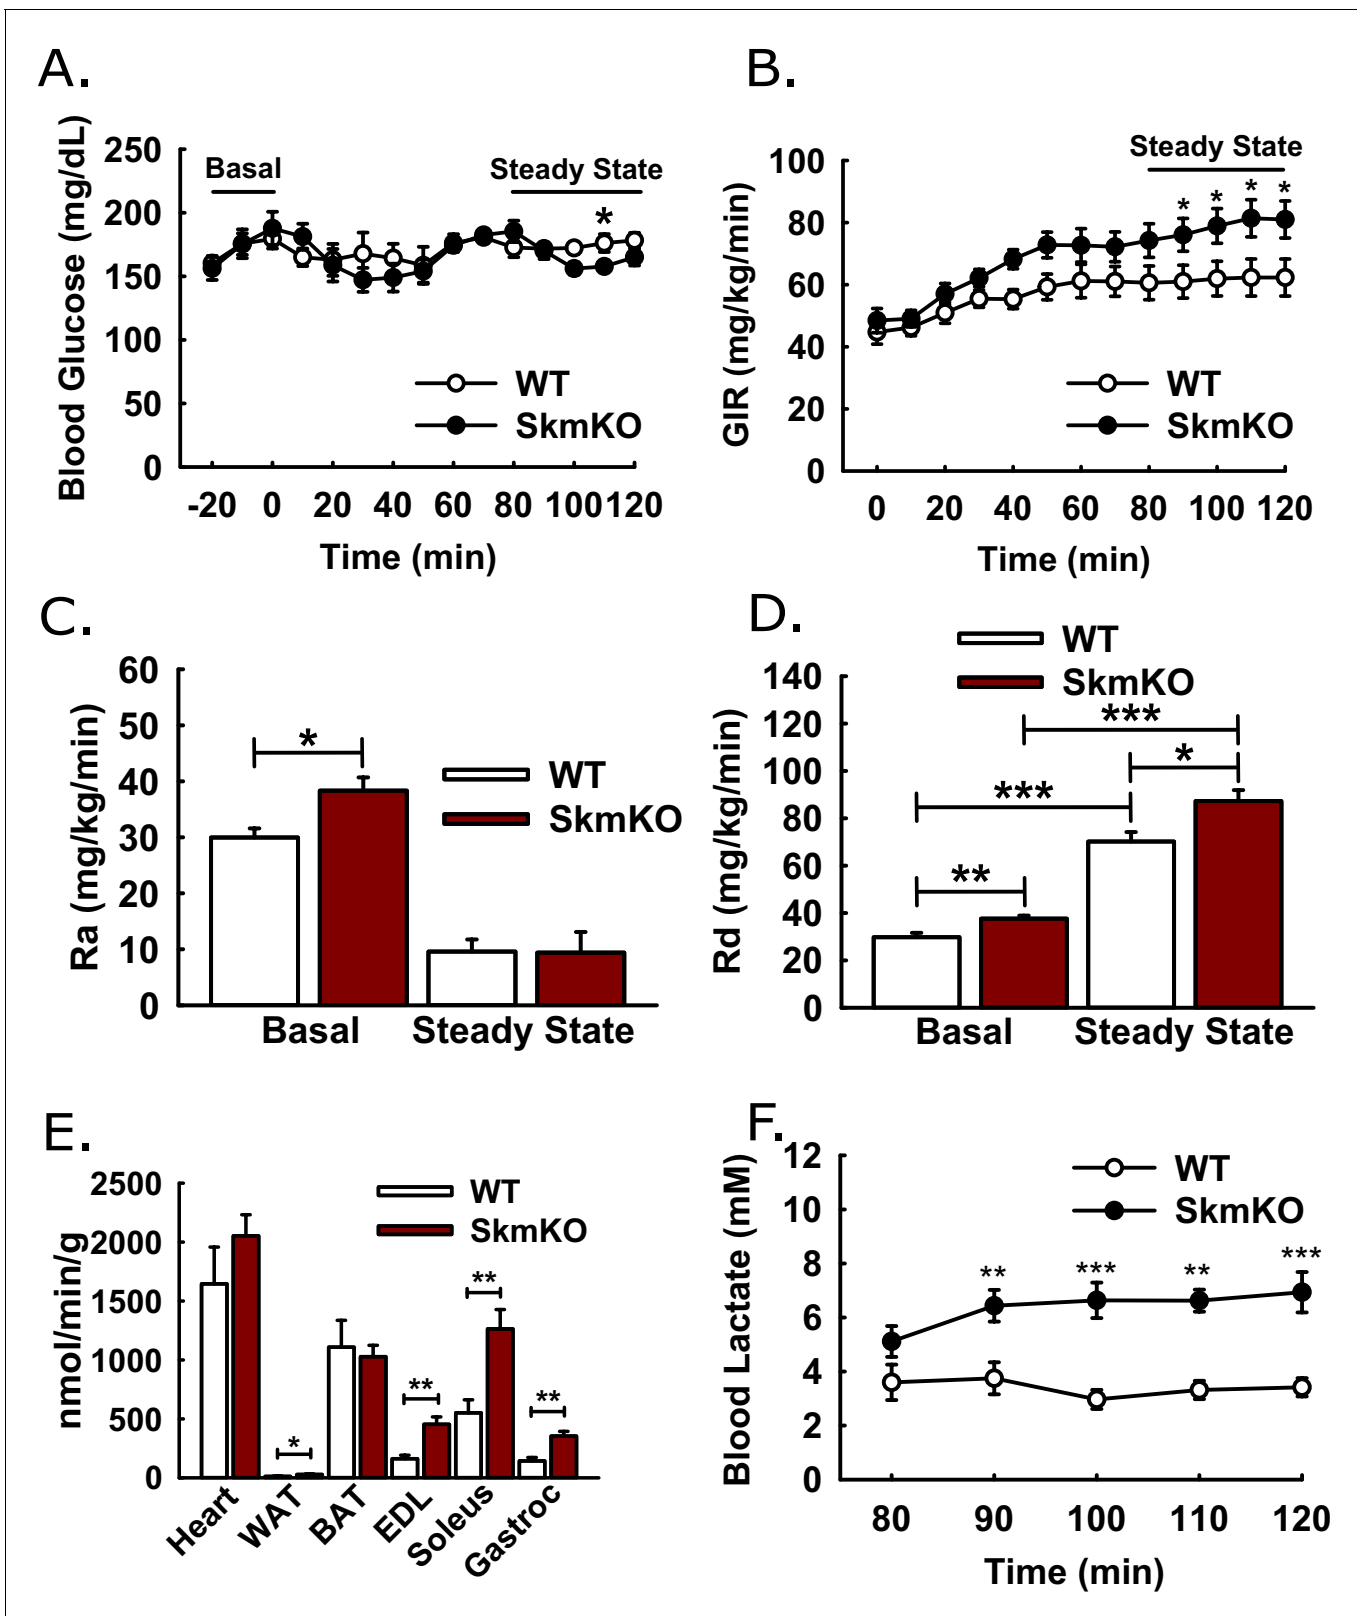 A.
Blood Glucose (mg/dL)
250
200
150
100
50
0
Basal
Steady State
*
WT
SkmKO
-20 0 20 40 60 80 100 120
Time (min)
B.
GIR (mg/kg/min)
100
80
60
40
20
0
Steady State
* * * *
WT
SkmKO
0 20 40 60 80 100 120
Time (min)
C.
Ra (mg/kg/min)
60
50
40
30
20
10
0
*
WT
SkmKO
Basal Steady State
D.
WT
SkmKO
Rd (mg/kg/min)
140
120
100
80
60
40
20
0
***
*
***
**
Basal Steady State
E.
nmol/min/g
2500
2000
1500
1000
500
0
WT
SkmKO
*
**
**
**
Heart WAT BAT EDL Soleus Gastroc
F.
Blood Lactate (mM)
12
10
8
6
4
2
0
WT
SkmKO
** *** ** ***
80 90 100 110 120
Time (min)